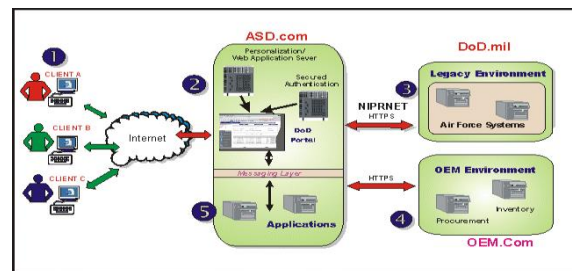 ASD.com
DoD.mil
1
CLIENT A
CLIENT B
CLIENT C
Internet
2
Personalization/
Web Application Sever
Secured
Authentication
DoD
Portal
Messaging Layer
5
Applications
NIPRNET
HTTPS
3
Legacy Environment
Air Force Systems
HTTPS
OEM Environment
Inventory
Procurement
4
OEM.Com